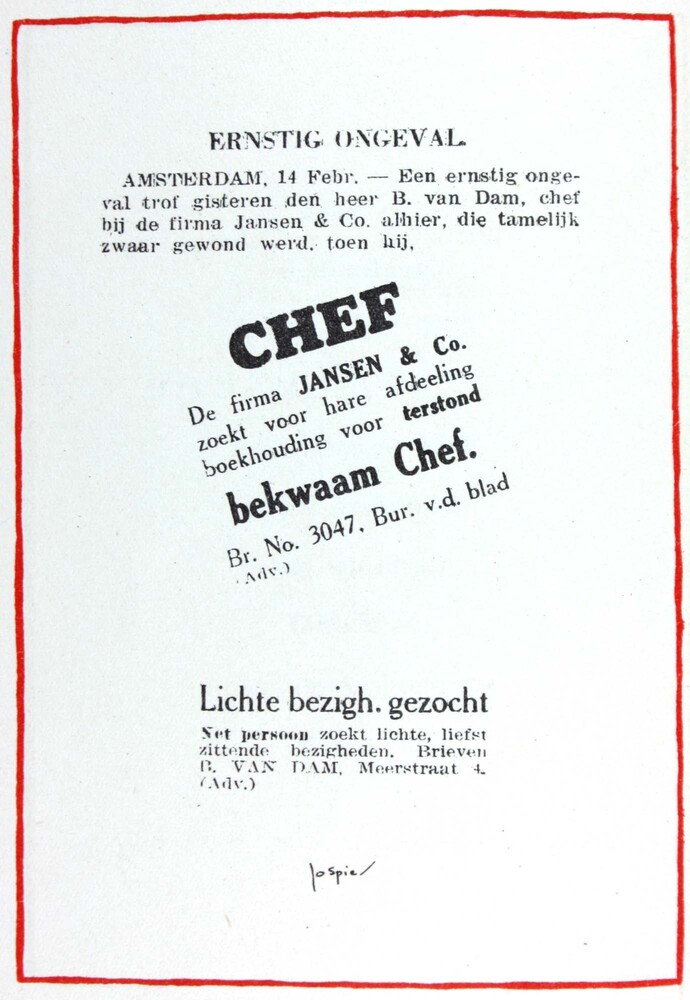 ERNSTIG ONGEVAL.
AMSTERDAM, 14 Febr. — Een ernstig onge-
val trof gisteren den heer B. van Dam, chef
bij de firma Jansen & Co. alhier, die tamelijk
zwaar gewond werd, toen hij,
CHEF
De firma JANSEN & Co.
zoekt voor hare afdeeling
boekhouding voor terstond
bekwaam Chef.
Br. No. 3047, Bur. v.d. blad
(Adv.)
Lichte bezigh. gezocht
Net persoon zoekt lichte, liefst
zittende bezigheden. Brieven
B. VAN DAM, Meerstraat 4.
(Adv.)
Jo Spier